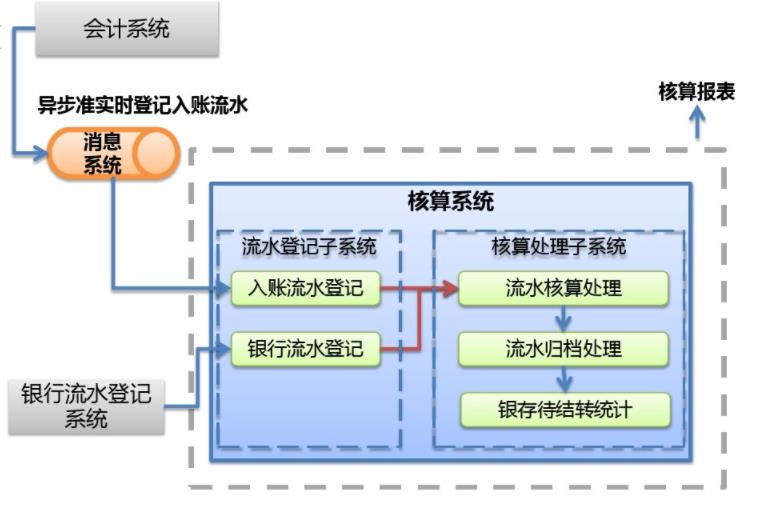 会计系统
异步准实时登记入账流水
消息
系统
核算报表
核算系统
流水登记子系统
核算处理子系统
入账流水登记
流水核算处理
银行流水登记
流水归档处理
银行流水登记
系统
银存待结转统计